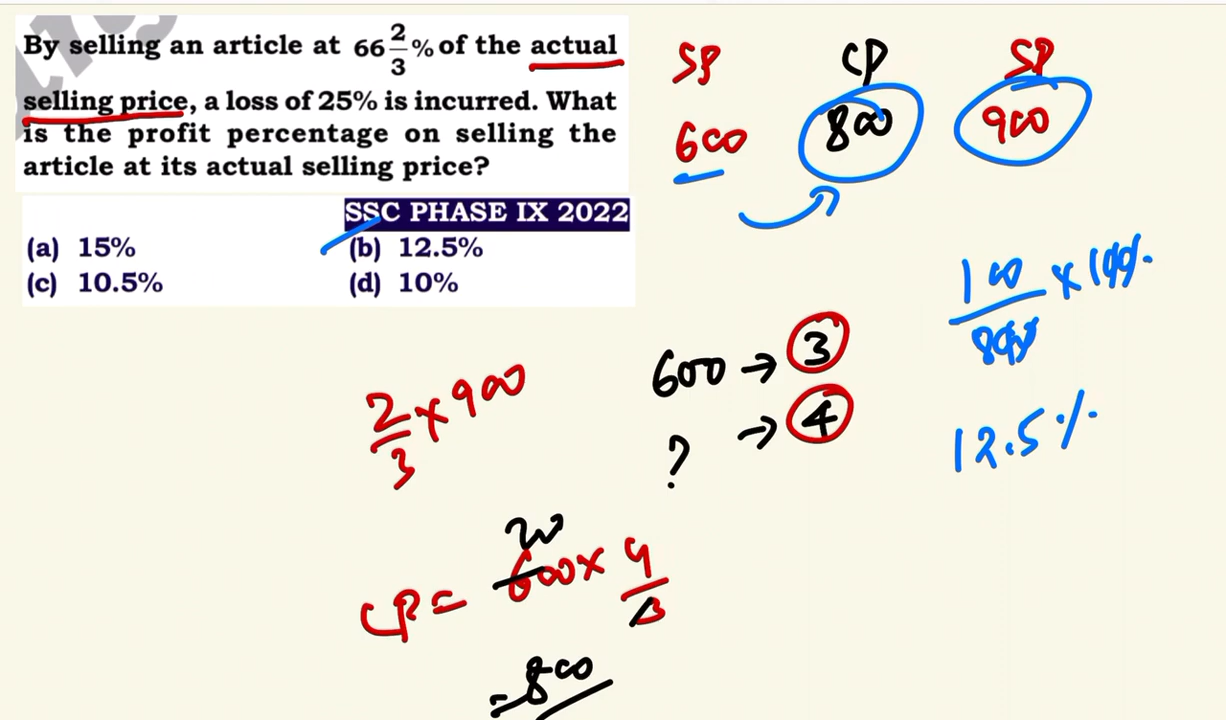 By selling an article at 66 2/3 % of the actual
selling price, a loss of 25% is incurred. What
is the profit percentage on selling the
article at its actual selling price?
SSC PHASE IX 2022
(a) 15% (b) 12.5%
(c) 10.5% (d) 10%
SP CP SP
600 800 900
100/800 × 100%
12.5%
600 → 3
? → 4
2/3 × 900
200
CP = 600 × 4/3
= 800